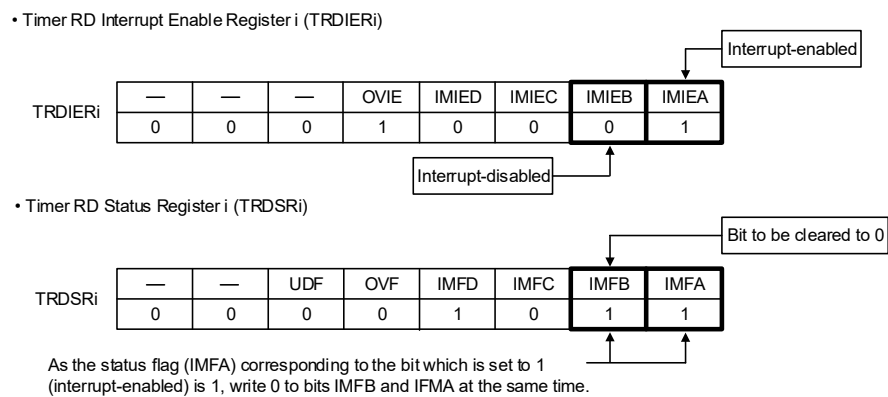 • Timer RD Interrupt Enable Register i (TRDIERi)
Interrupt-enabled
TRDIERi
— — — OVIE IMIED IMIEC IMIEB IMIEA
0 0 0 1 0 0 0 1
Interrupt-disabled
• Timer RD Status Register i (TRDSRi)
Bit to be cleared to 0
TRDSRi
— — UDF OVF IMFD IMFC IMFB IMFA
0 0 0 0 1 0 1 1
As the status flag (IMFA) corresponding to the bit which is set to 1
(interrupt-enabled) is 1, write 0 to bits IMFB and IFMA at the same time.